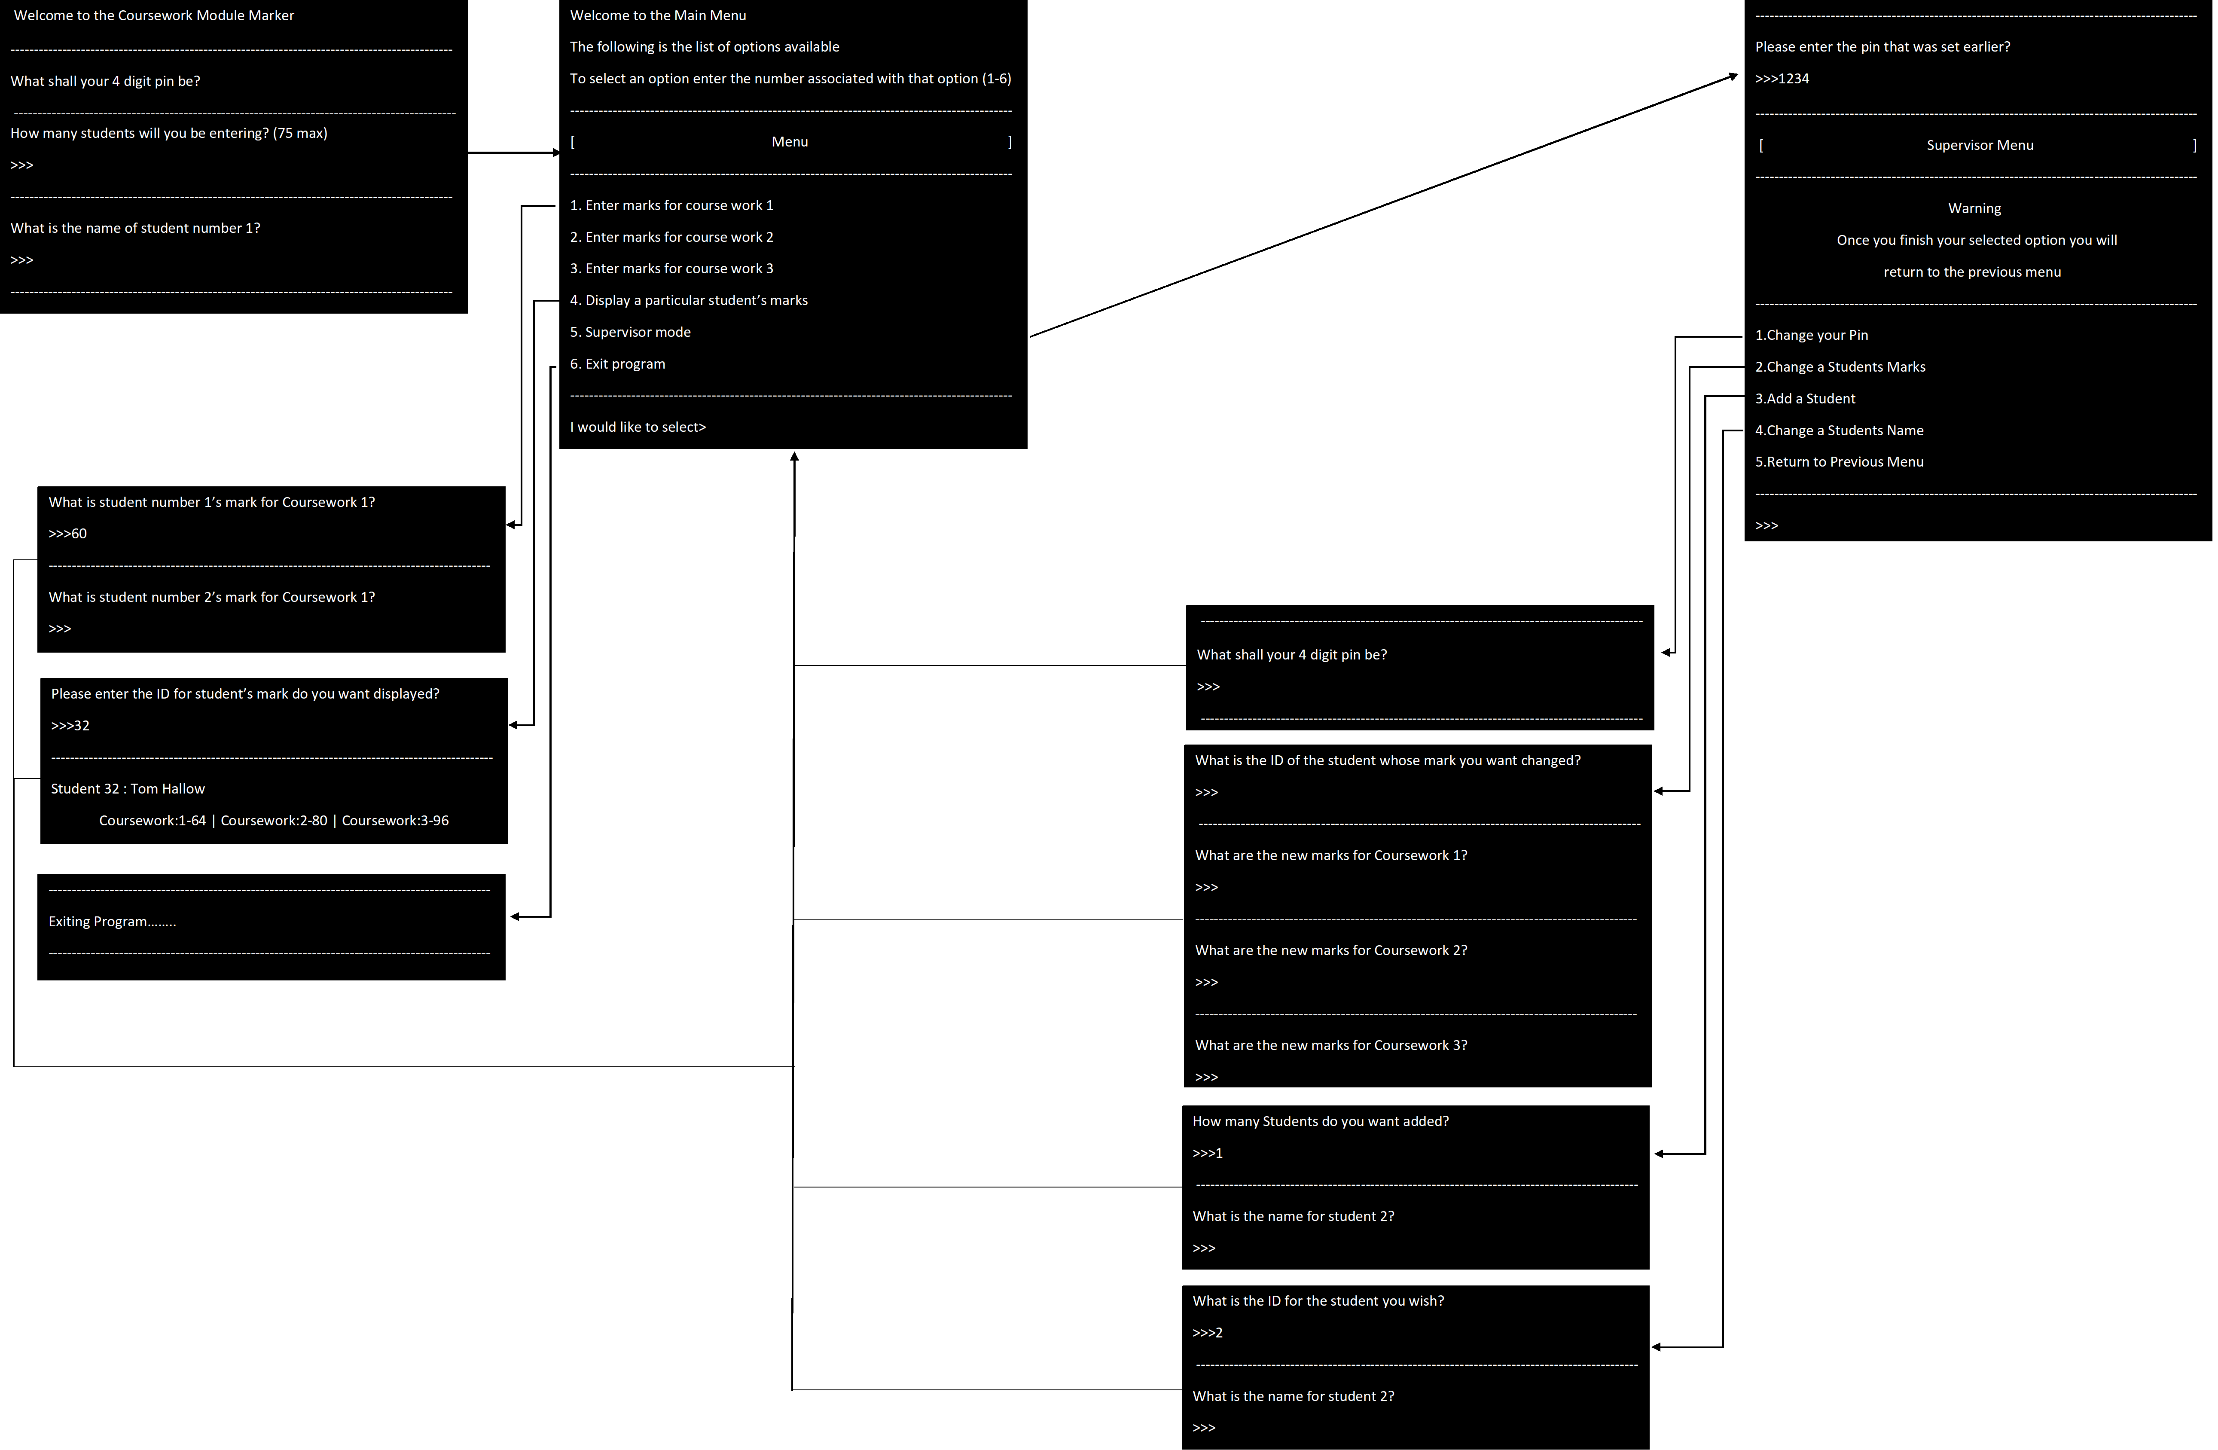 Welcome to the Coursework Module Marker
--------------------------------------------------------------------------------------------
What shall your 4 digit pin be?
--------------------------------------------------------------------------------------------
How many students will you be entering? (75 max)
>>>
--------------------------------------------------------------------------------------------
What is the name of student number 1?
>>>
--------------------------------------------------------------------------------------------
Welcome to the Main Menu
The following is the list of options available
To select an option enter the number associated with that option (1-6)
--------------------------------------------------------------------------------------------
[ Menu ]
--------------------------------------------------------------------------------------------
1. Enter marks for course work 1
2. Enter marks for course work 2
3. Enter marks for course work 3
4. Display a particular student’s marks
5. Supervisor mode
6. Exit program
--------------------------------------------------------------------------------------------
I would like to select>
--------------------------------------------------------------------------------------------
Please enter the pin that was set earlier?
>>>1234
--------------------------------------------------------------------------------------------
[ Supervisor Menu ]
--------------------------------------------------------------------------------------------
Warning
Once you finish your selected option you will
return to the previous menu
--------------------------------------------------------------------------------------------
1.Change your Pin
2.Change a Students Marks
3.Add a Student
4.Change a Students Name
5.Return to Previous Menu
--------------------------------------------------------------------------------------------
>>>
What is student number 1’s mark for Coursework 1?
>>>60
--------------------------------------------------------------------------------------------
What is student number 2’s mark for Coursework 1?
>>>
Please enter the ID for student’s mark do you want displayed?
>>>32
--------------------------------------------------------------------------------------------
Student 32 : Tom Hallow
Coursework:1-64 | Coursework:2-80 | Coursework:3-96
--------------------------------------------------------------------------------------------
Exiting Program........
--------------------------------------------------------------------------------------------
--------------------------------------------------------------------------------------------
What shall your 4 digit pin be?
>>>
--------------------------------------------------------------------------------------------
What is the ID of the student whose mark you want changed?
>>>
--------------------------------------------------------------------------------------------
What are the new marks for Coursework 1?
>>>
--------------------------------------------------------------------------------------------
What are the new marks for Coursework 2?
>>>
--------------------------------------------------------------------------------------------
What are the new marks for Coursework 3?
>>>
How many Students do you want added?
>>>1
--------------------------------------------------------------------------------------------
What is the name for student 2?
>>>
What is the ID for the student you wish?
>>>2
--------------------------------------------------------------------------------------------
What is the name for student 2?
>>>